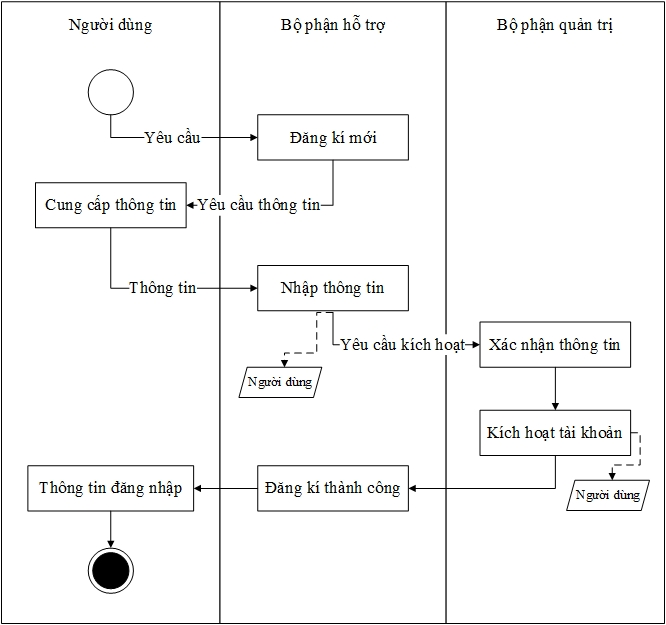 Người dùng
Bộ phận hỗ trợ
Bộ phận quản trị
Yêu cầu
Đăng kí mới
Cung cấp thông tin
Yêu cầu thông tin
Thông tin
Nhập thông tin
Yêu cầu kích hoạt
Xác nhận thông tin
Người dùng
Kích hoạt tài khoản
Thông tin đăng nhập
Đăng kí thành công
Người dùng